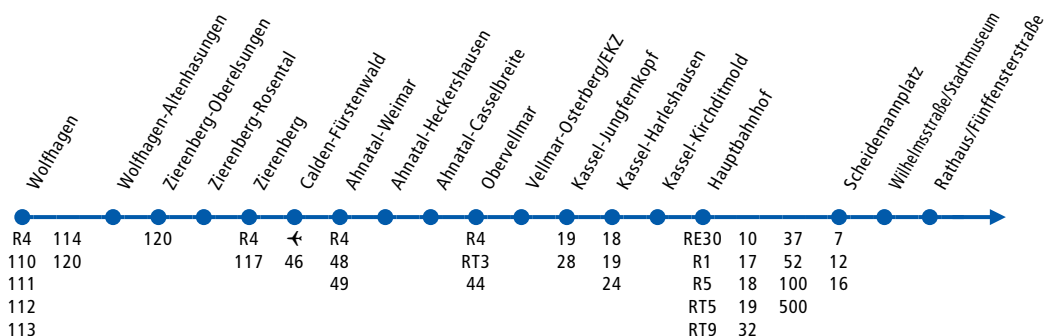 Wolfhagen
Wolfhagen-Altenhasungen
Zierenberg-Oberelsungen
Zierenberg-Rosental
Zierenberg
Calden-Fürstenwald
Ahnatal-Weimar
Ahnatal-Heckershausen
Ahnatal-Casselbreite
Obervellmar
Vellmar-Osterberg/EKZ
Kassel-Jungfernkopf
Kassel-Harleshausen
Kassel-Kirchditmold
Hauptbahnhof
Scheidemannplatz
Wilhelmsstraße/Stadtmuseum
Rathaus/Fünffensterstraße
R4 114 120 R4 R4 R4 19 18 RE30 10 37 7
110 120 117 46 48 RT3 28 19 R1 17 52 12
111 49 44 24 R5 18 100 16
112 RT5 19 500
113 RT9 32